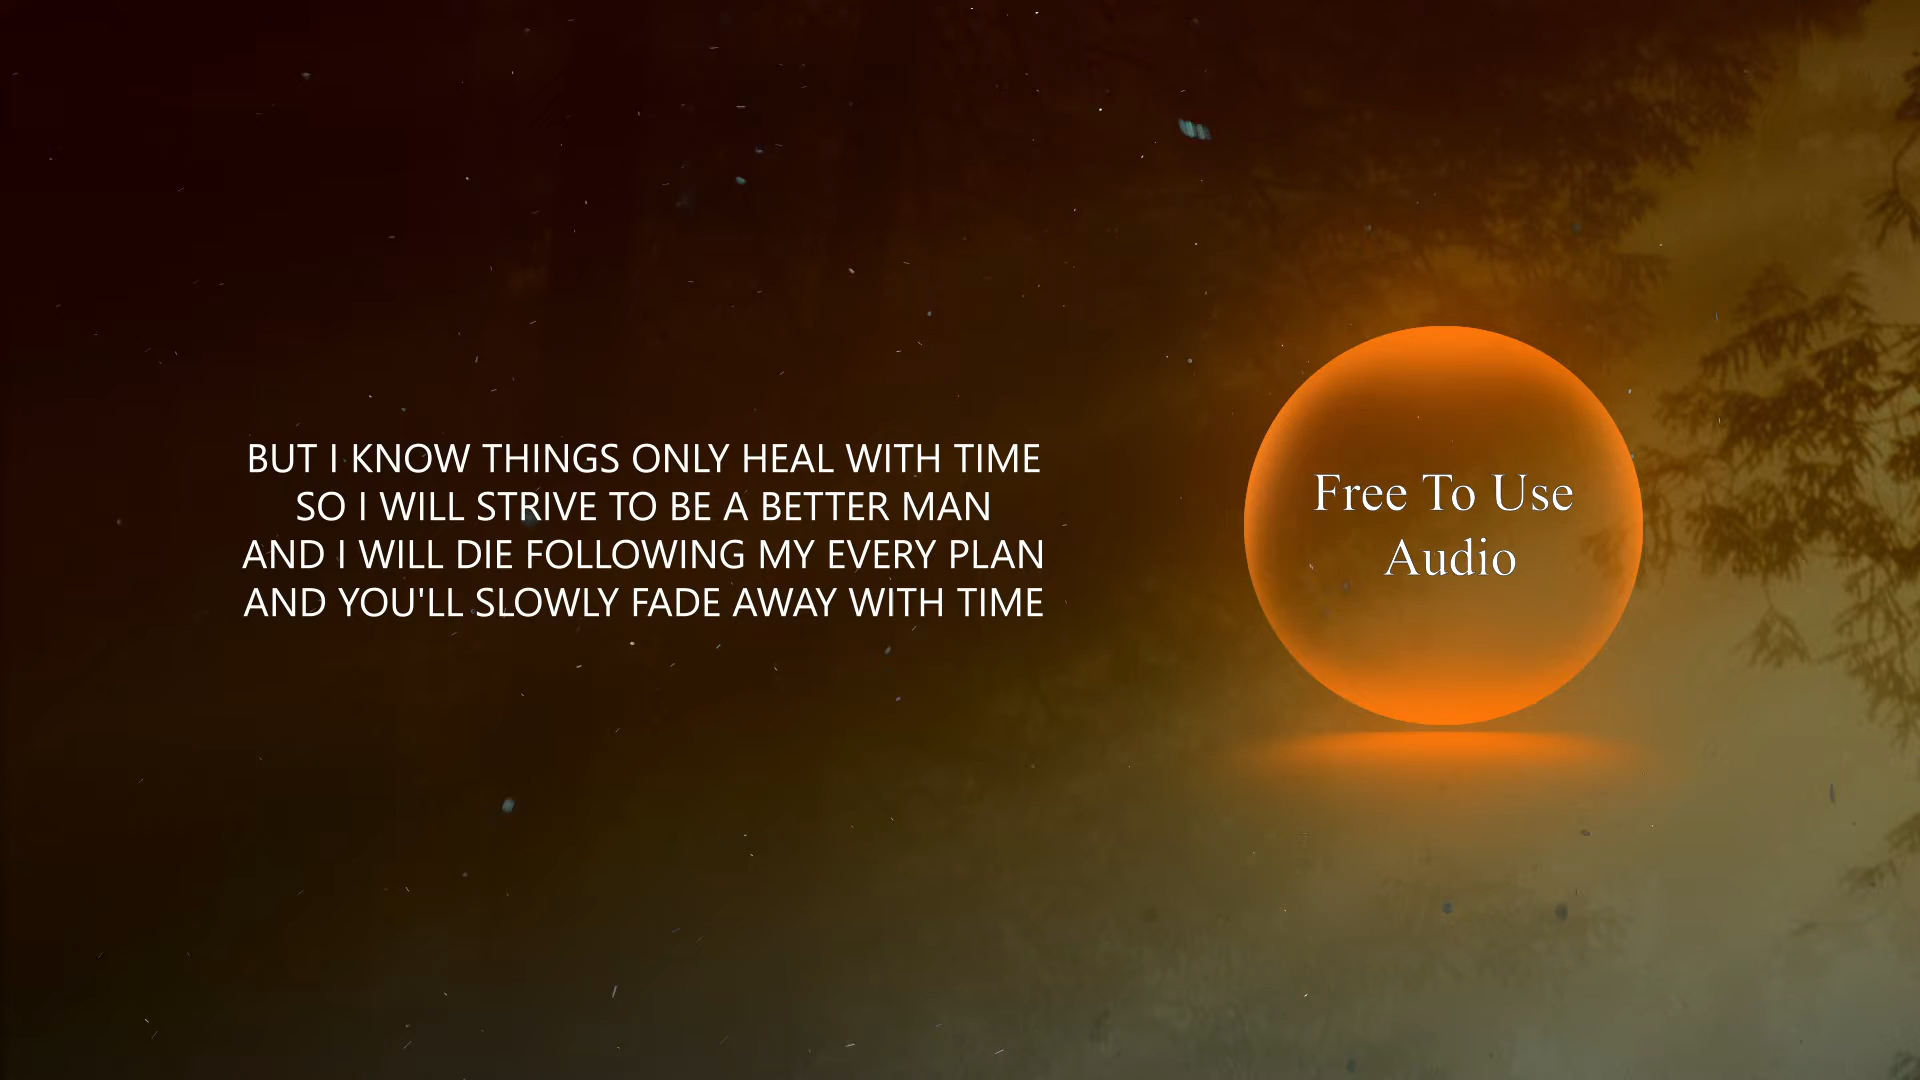 BUT I KNOW THINGS ONLY HEAL WITH TIME
SO I WILL STRIVE TO BE A BETTER MAN
AND I WILL DIE FOLLOWING MY EVERY PLAN
AND YOU'LL SLOWLY FADE AWAY WITH TIME
Free To Use
Audio